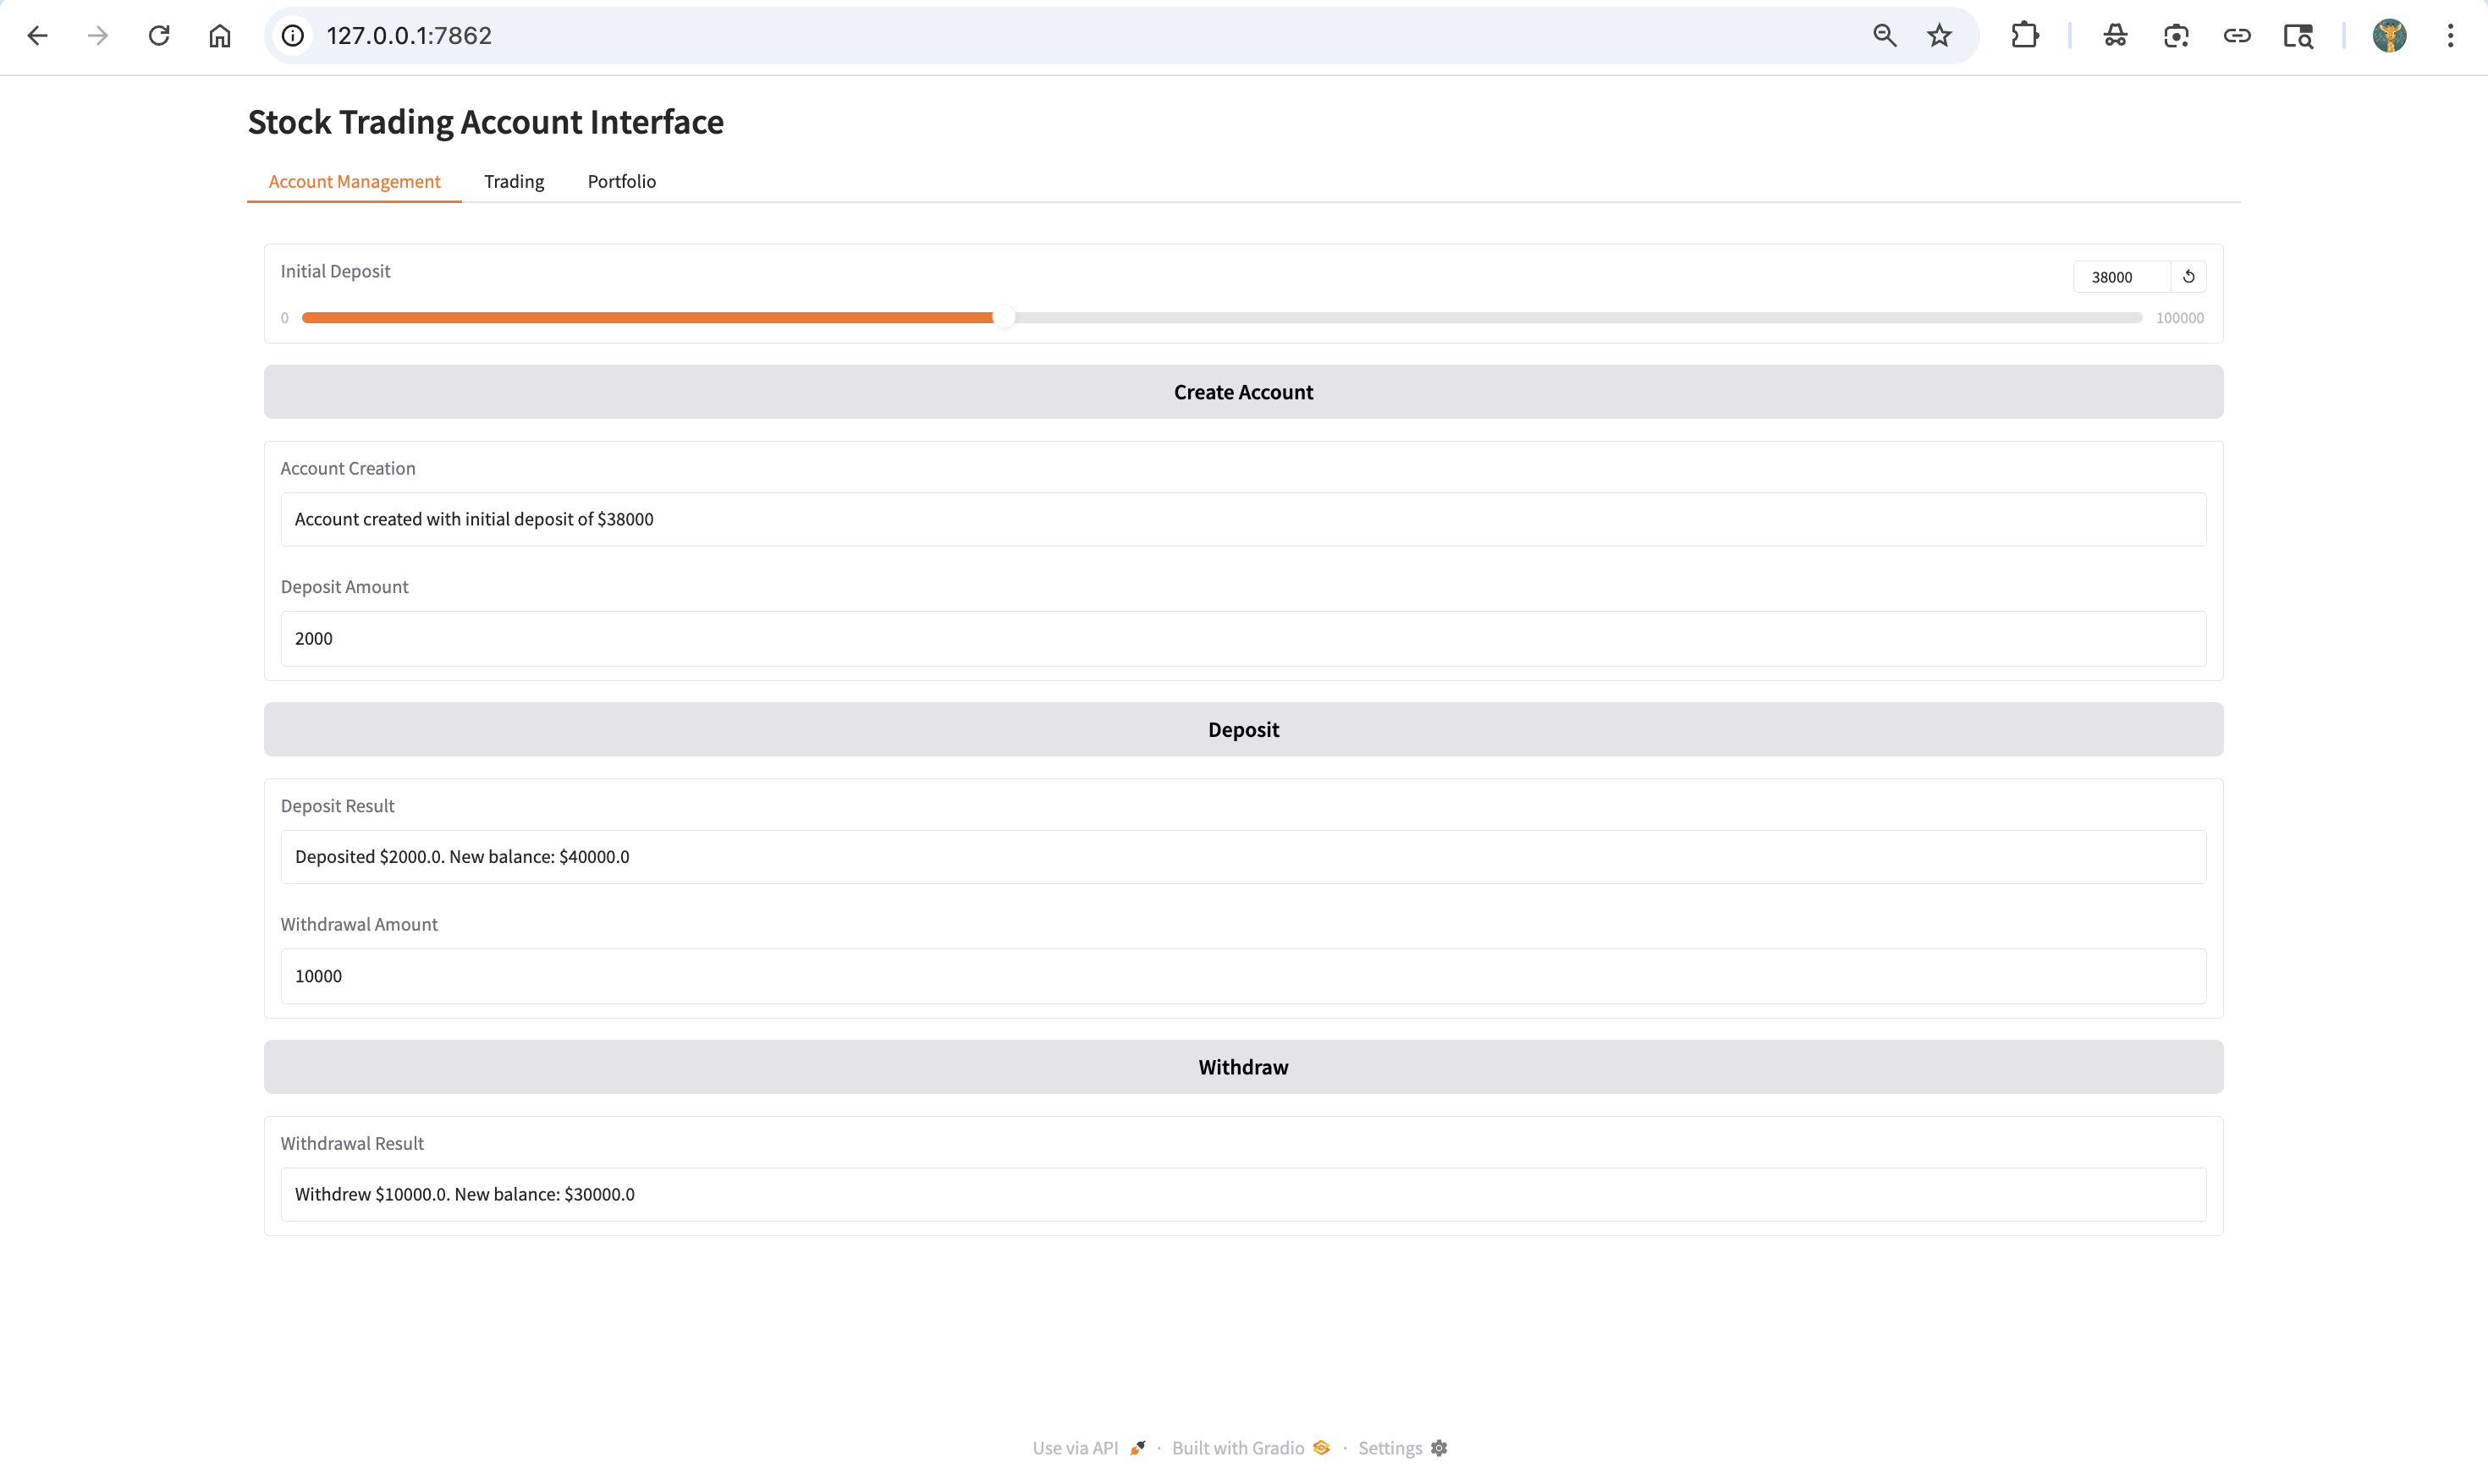 127.0.0.1:7862
Stock Trading Account Interface
Account Management Trading Portfolio
Initial Deposit 38000
0 100000
Create Account
Account Creation
Account created with initial deposit of $38000
Deposit Amount
2000
Deposit
Deposit Result
Deposited $2000.0. New balance: $40000.0
Withdrawal Amount
10000
Withdraw
Withdrawal Result
Withdrew $10000.0. New balance: $30000.0
Use via API · Built with Gradio · Settings